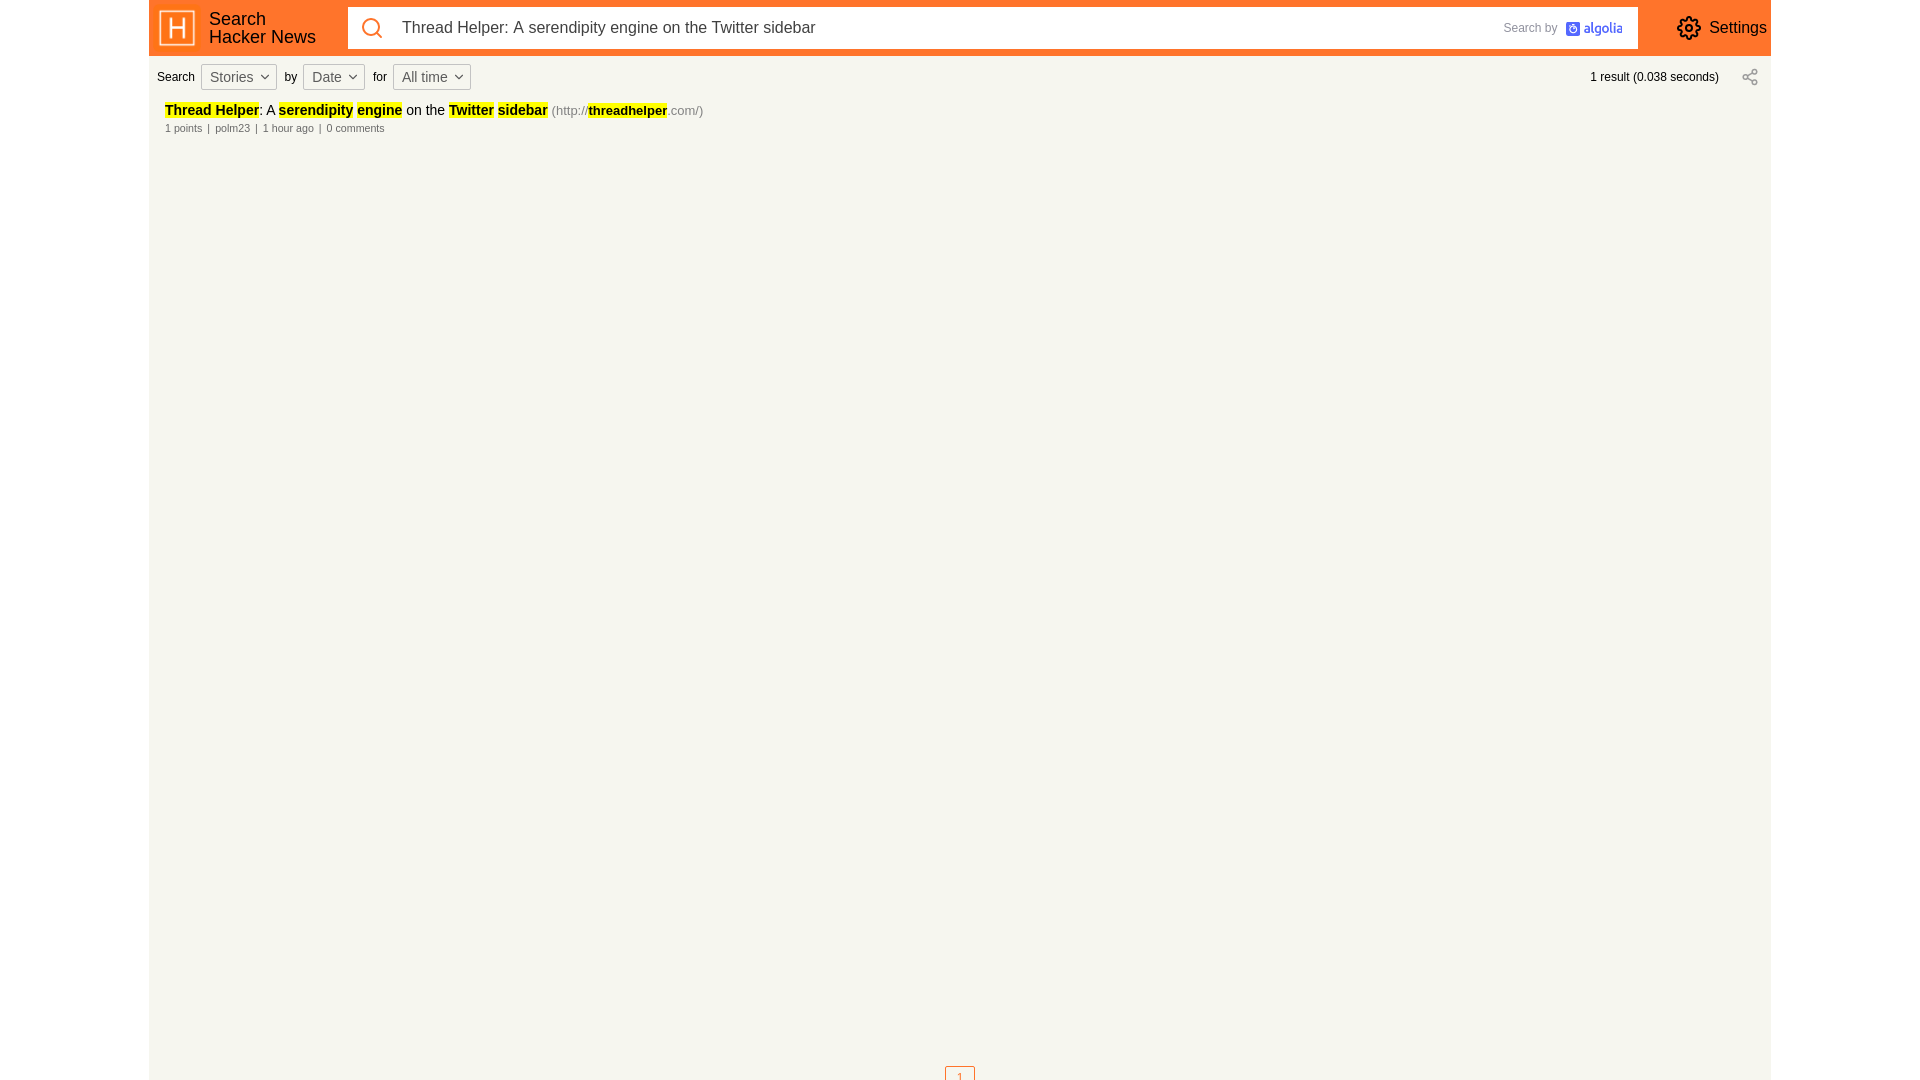 H
Search
Hacker News
Thread Helper: A serendipity engine on the Twitter sidebar
Search by algolia
Settings
Search Stories by Date for All time
1 result (0.038 seconds)
Thread Helper: A serendipity engine on the Twitter sidebar (http://threadhelper.com/)
1 points | polm23 | 1 hour ago | 0 comments
1